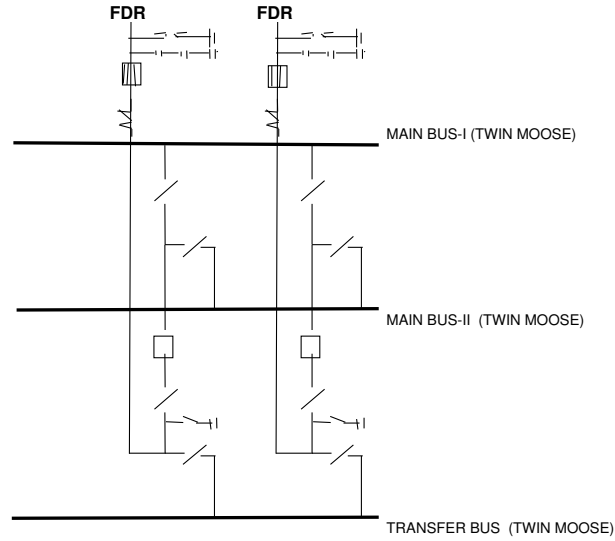 FDR FDR
MAIN BUS-I (TWIN MOOSE)
MAIN BUS-II (TWIN MOOSE)
TRANSFER BUS (TWIN MOOSE)